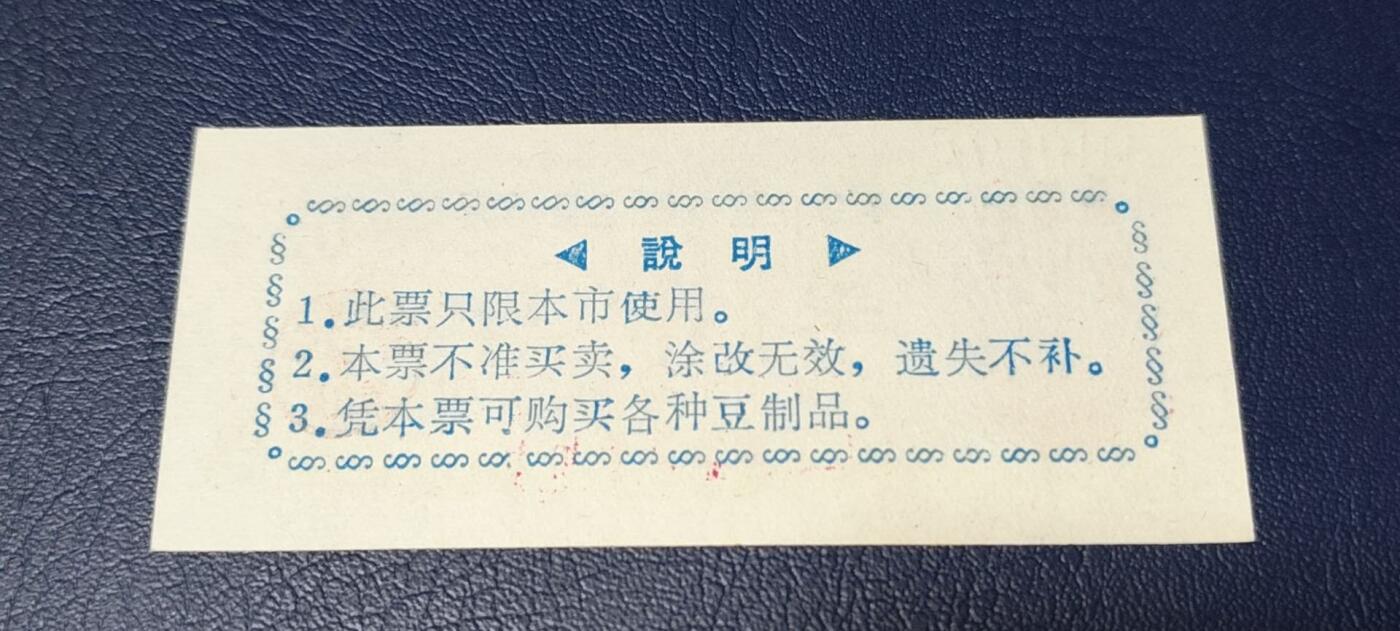 說 明
1.此票只限本市使用。
2.本票不准买卖，涂改无效，遗失不补。
3.凭本票可购买各种豆制品。